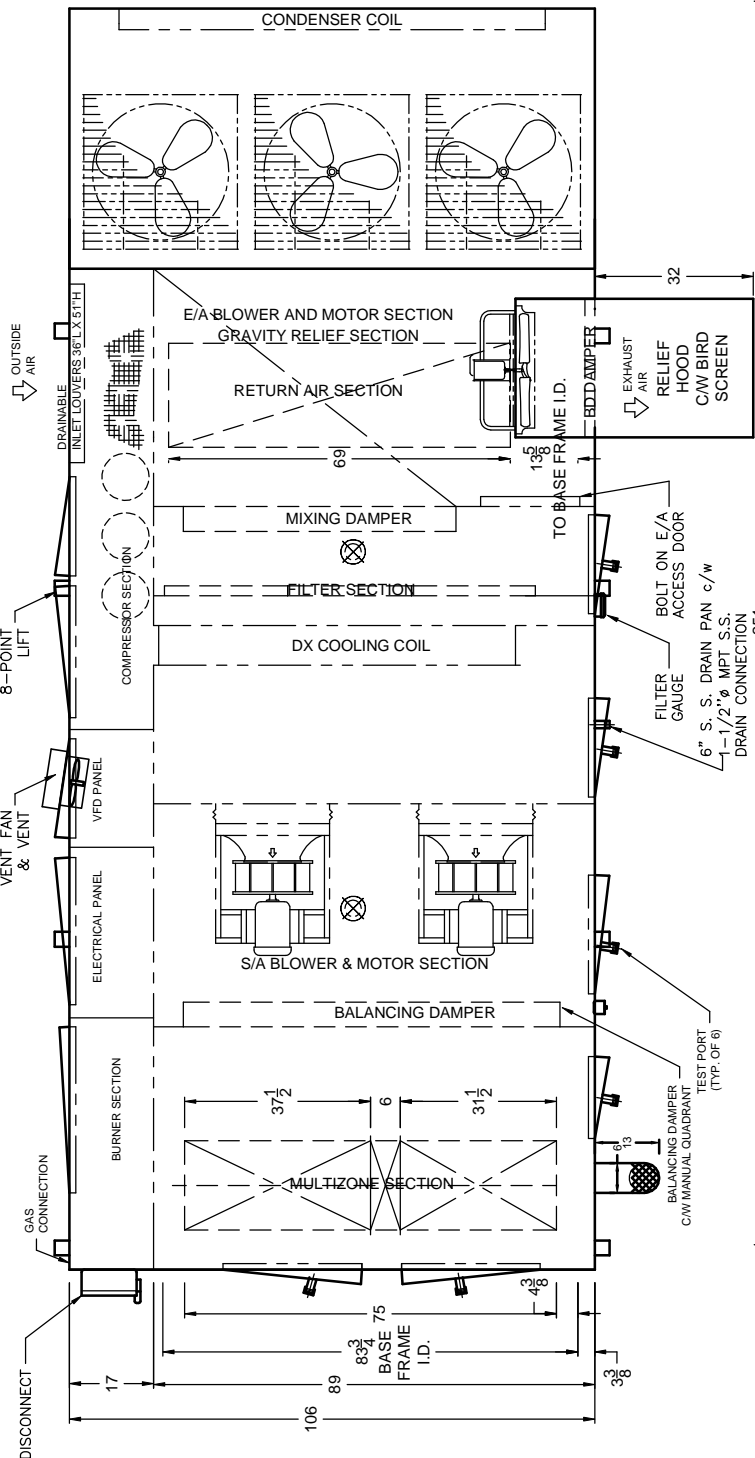 CONDENSER COIL
OUTSIDE
AIR
DRAINABLE
INLET LOUVERS 36"L X 51"H
E/A BLOWER AND MOTOR SECTION
GRAVITY RELIEF SECTION
RETURN AIR SECTION
32
69
13 5/8
TO BASE FRAME I.D.
BD DAMPER
EXHAUST
AIR
RELIEF
HOOD
C/W BIRD
SCREEN
MIXING DAMPER
8-POINT
LIFT
COMPRESSOR SECTION
FILTER SECTION
BOLT ON E/A
ACCESS DOOR
DX COOLING COIL
FILTER
GAUGE
6" S. S. DRAIN PAN c/w
1-1/2"ø MPT S.S.
DRAIN CONNECTION
VENT FAN
& VENT
VFD PANEL
ELECTRICAL PANEL
S/A BLOWER & MOTOR SECTION
BALANCING DAMPER
TEST PORT
(TYP. OF 6)
BALANCING DAMPER
C/W MANUAL QUADRANT
BURNER SECTION
37 1/2
6
31 1/2
MULTIZONE SECTION
6
13
GAS
CONNECTION
DISCONNECT
17
89
106
83 3/4
BASE
FRAME
I.D.
75
4 3/8
3 3/8